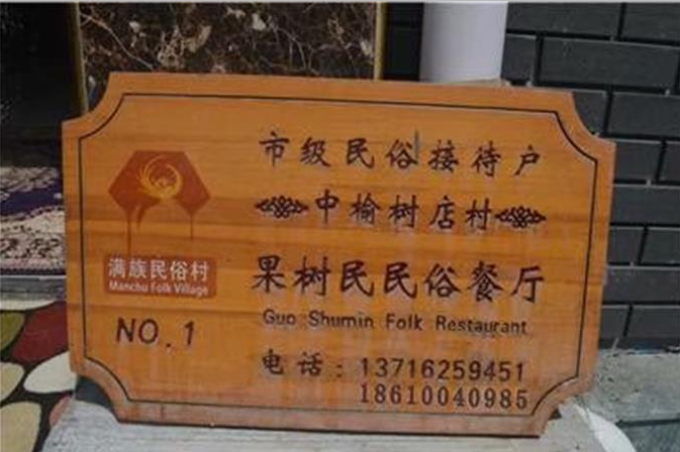 市级民俗接待户
中榆树店村
满族民俗村
Manchu Folk Village
NO.1
果树民民俗餐厅
Guo Shumin Folk Restaurant
电话：13716259451
18610040985